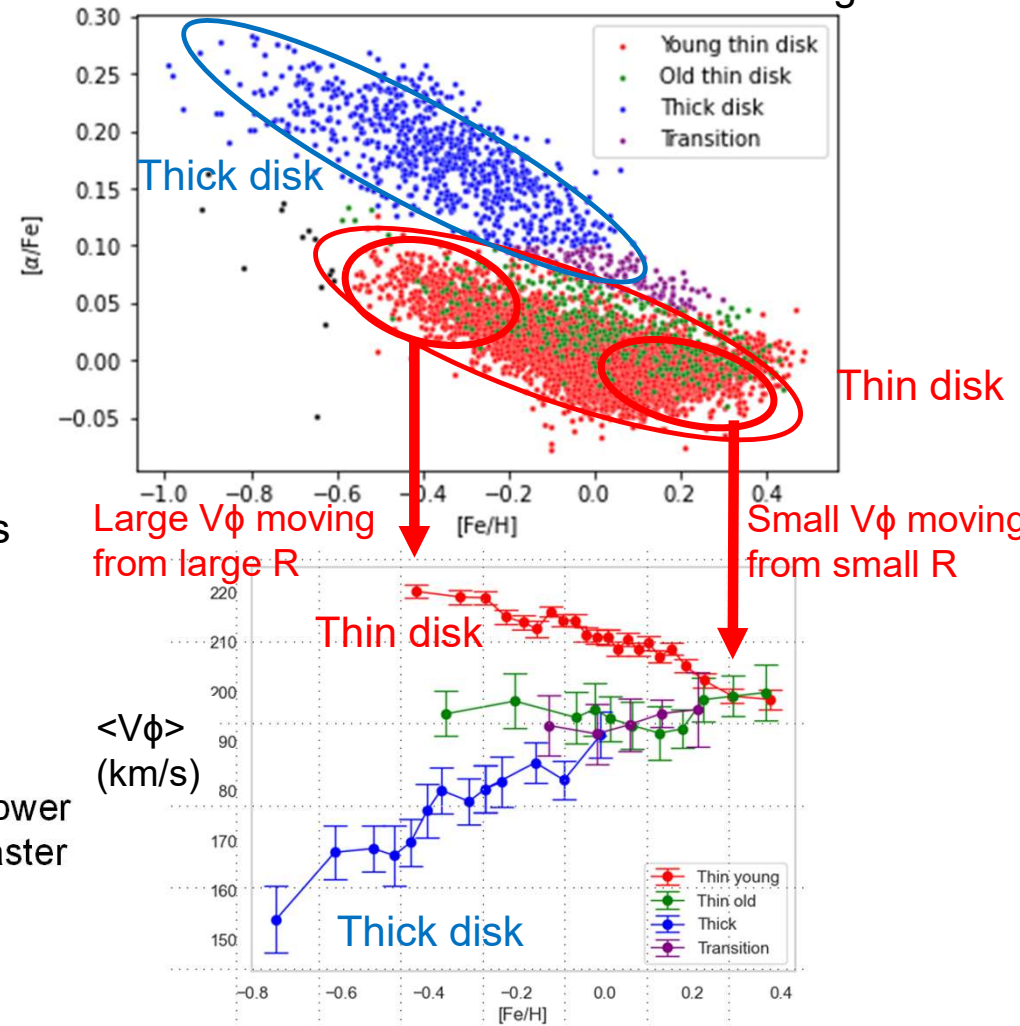 0.30
0.25
0.20
0.15
0.10
0.05
0.00
−0.05
[α/Fe]
Young thin disk
Old thin disk
Thick disk
Transition
Thick disk
Thin disk
−1.0 −0.8 −0.6 −0.4 −0.2 0.0 0.2 0.4
[Fe/H]
Large Vϕ moving
from large R
Small Vϕ moving
from small R
s
220
210
200
90
80
170
160
150
Thin disk
<Vϕ>
(km/s)
ower
aster
Thick disk
Thin young
Thin old
Thick
Transition
−0.8 −0.6 −0.4 −0.2 0.0 0.2 0.4
[Fe/H]